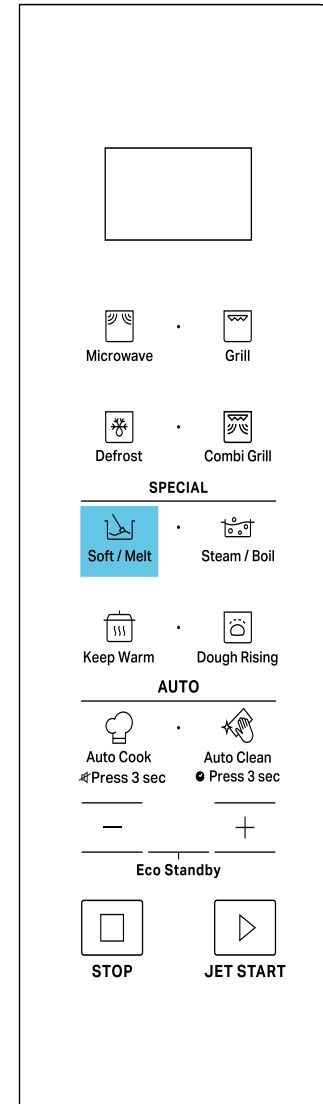 Microwave
Grill
Defrost
Combi Grill
SPECIAL
Soft / Melt
Steam / Boil
Keep Warm
Dough Rising
AUTO
Auto Cook
Press 3 sec
Auto Clean
Press 3 sec
Eco Standby
STOP
JET START